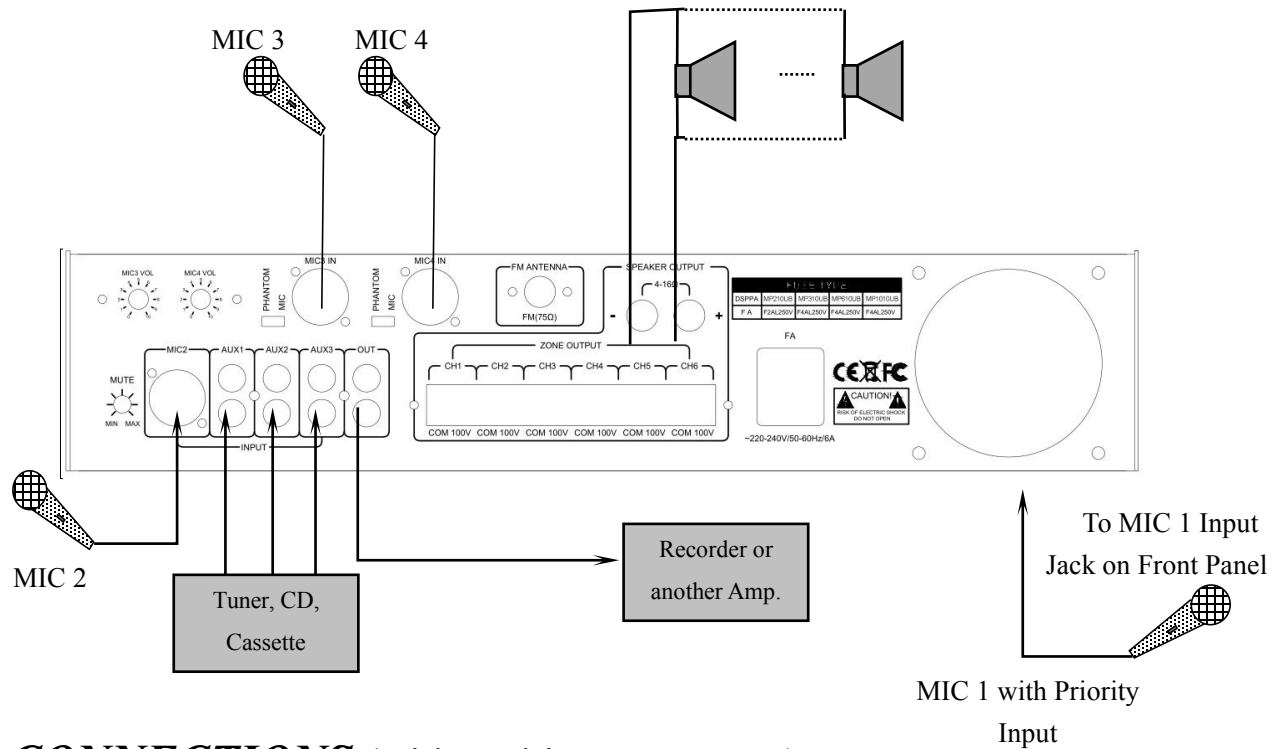 MIC 3
MIC 4
MIC3 VOL
MIC4 VOL
PHANTOM
MIC
MIC3 IN
PHANTOM
MIC
MIC4 IN
FM ANTENNA
FM(75Ω)
SPEAKER OUTPUT
4-16Ω
- +
FUSE TYPE
DSPPA MP210UB MP310UB MP610UB MP1010UB
F A F2AL250V F4AL250V F4AL250V F4AL250V
ZONE OUTPUT
CH1 CH2 CH3 CH4 CH5 CH6
COM 100V COM 100V COM 100V COM 100V COM 100V COM 100V
FA
~220-240V/50-60Hz/6A
CE FC
CAUTION!
RISK OF ELECTRIC SHOCK
DO NOT OPEN
MUTE
MIN MAX
MIC2
AUX1
AUX2
AUX3
OUT
INPUT
MIC 2
Tuner, CD,
Cassette
Recorder or
another Amp.
To MIC 1 Input
Jack on Front Panel
MIC 1 with Priority
Input